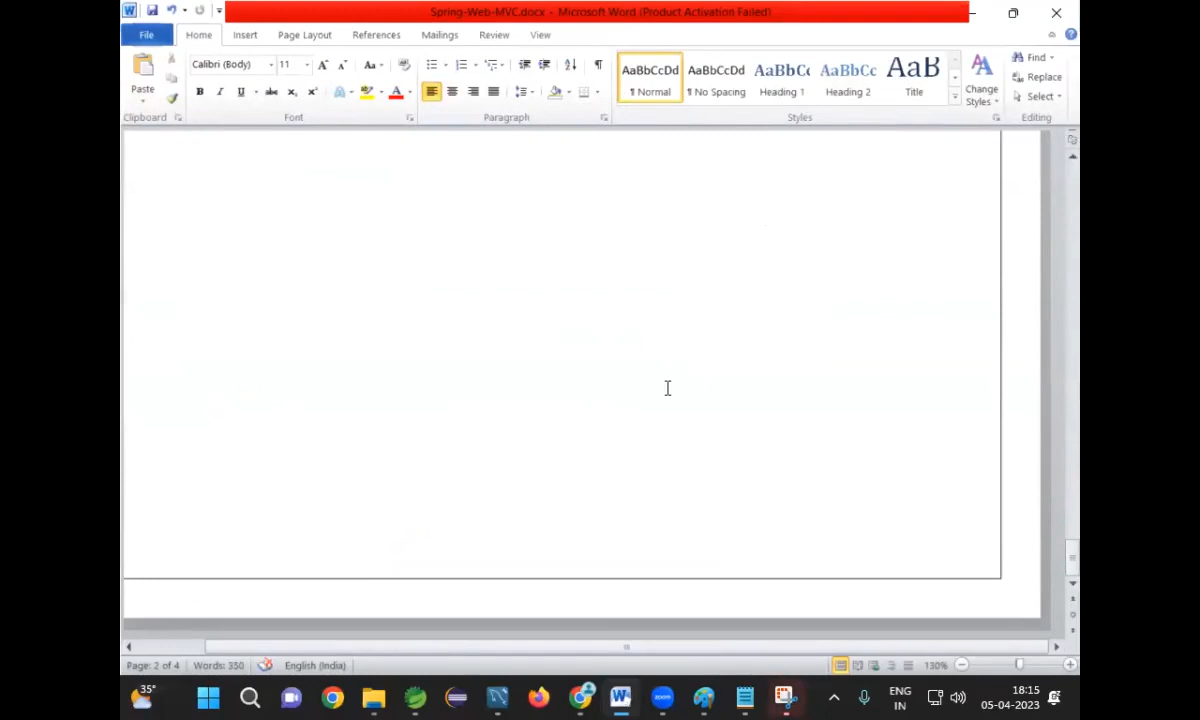 Spring-Web-MVC.docx - Microsoft Word (Product Activation Failed)
File Home Insert Page Layout References Mailings Review View
Paste
Clipboard
Calibri (Body) 11
Font
Paragraph
AaBbCcDd AaBbCcDd AaBbCc AaBbCc AaB
¶ Normal ¶ No Spacing Heading 1 Heading 2 Title
Change Styles
Styles
Find
Replace
Select
Editing
Page: 2 of 4 Words: 350 English (India) 130%
35°
ENG
IN
18:15
05-04-2023